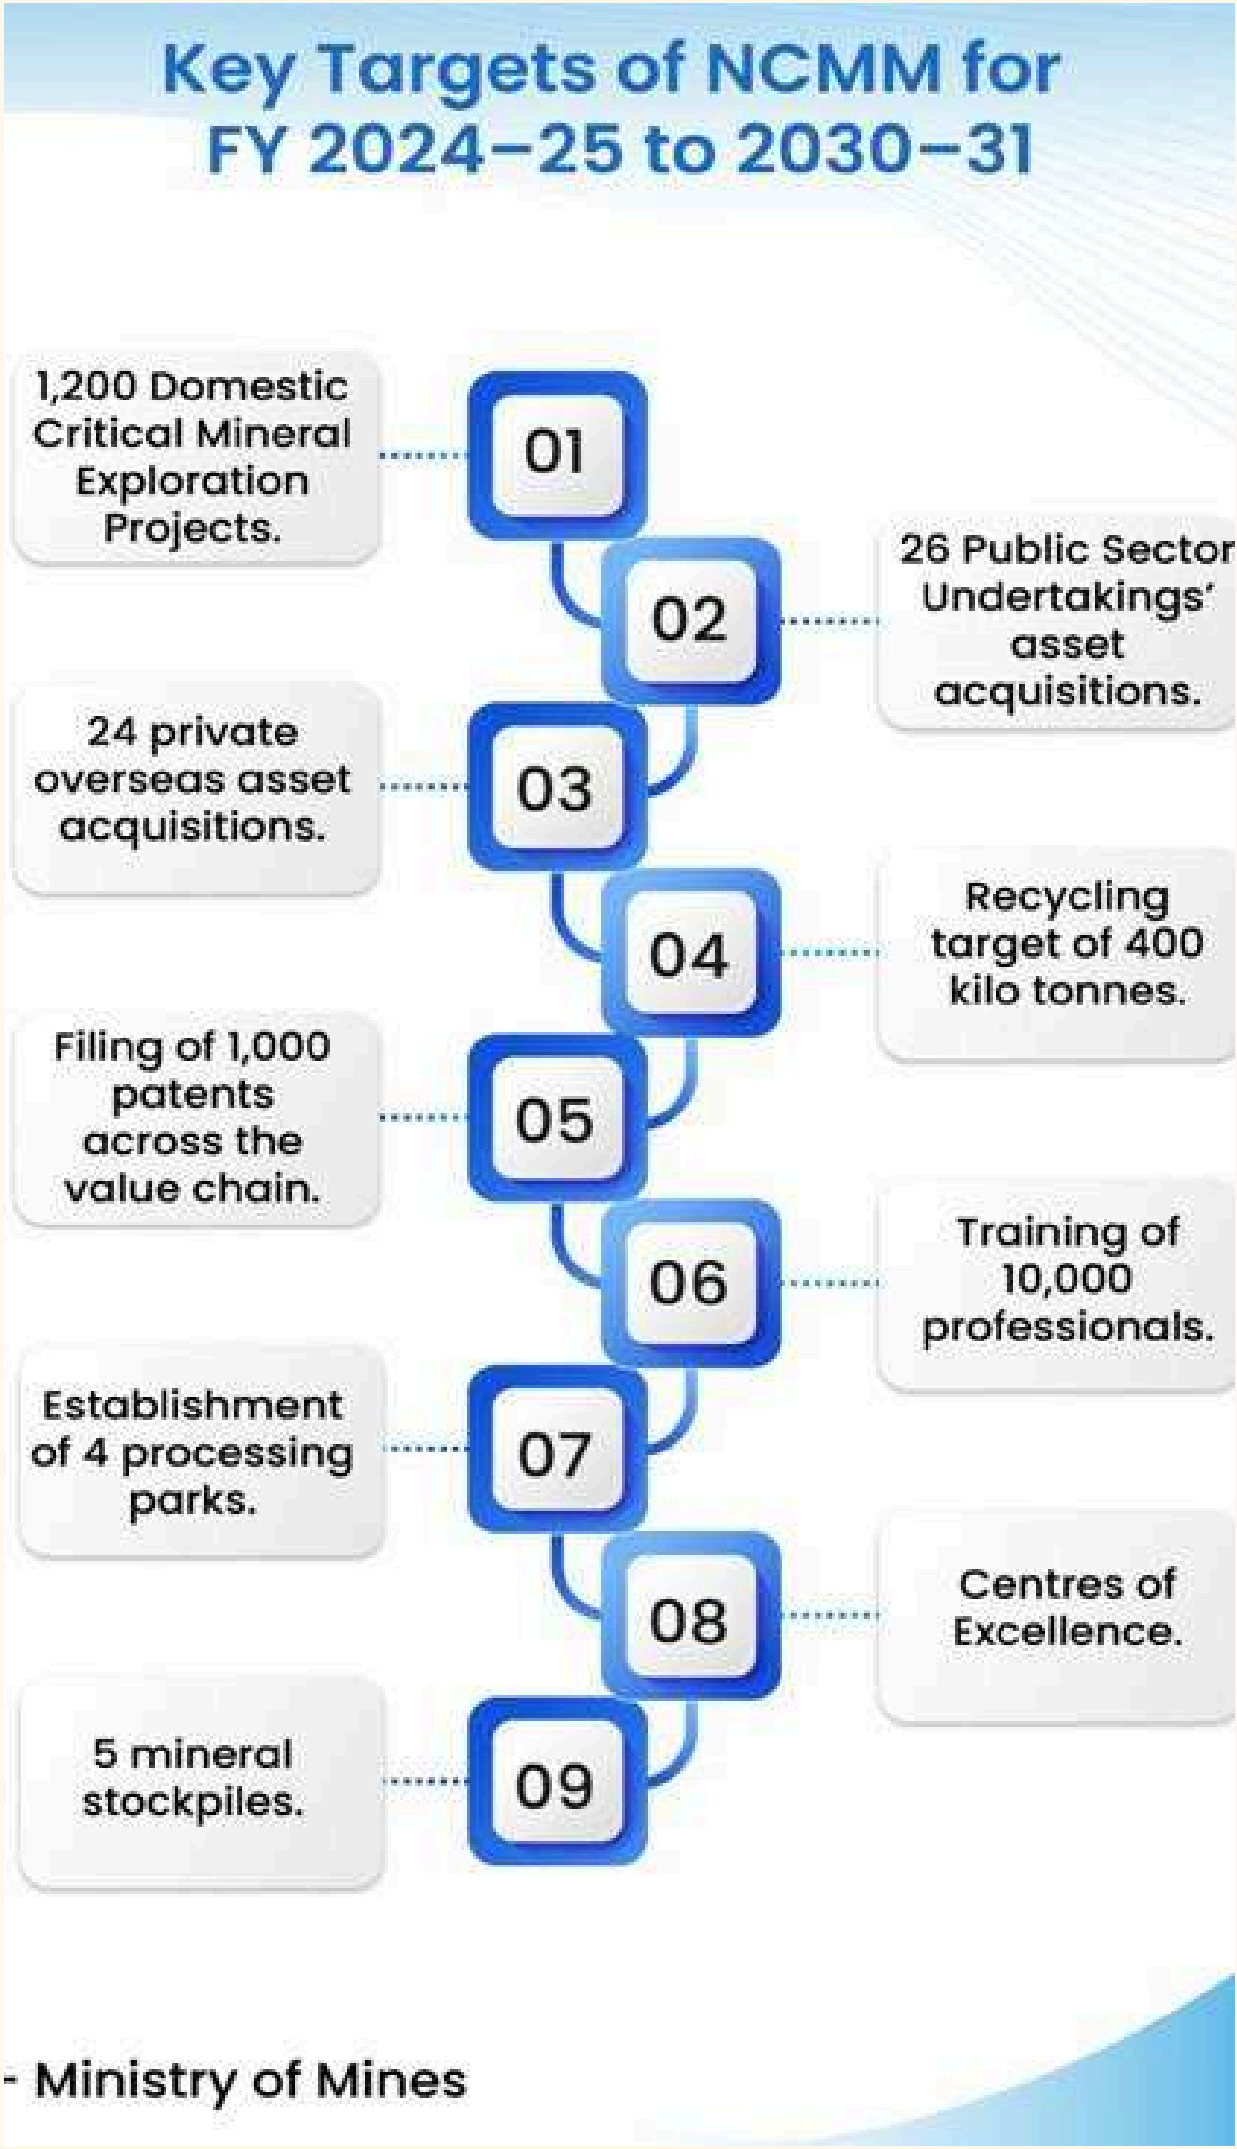 Key Targets of NCMM for
FY 2024–25 to 2030–31
1,200 Domestic
Critical Mineral
Exploration
Projects.
01
02
26 Public Sector
Undertakings’
asset
acquisitions.
24 private
overseas asset
acquisitions.
03
04
Recycling
target of 400
kilo tonnes.
Filing of 1,000
patents
across the
value chain.
05
06
Training of
10,000
professionals.
Establishment
of 4 processing
parks.
07
08
Centres of
Excellence.
5 mineral
stockpiles.
09
- Ministry of Mines